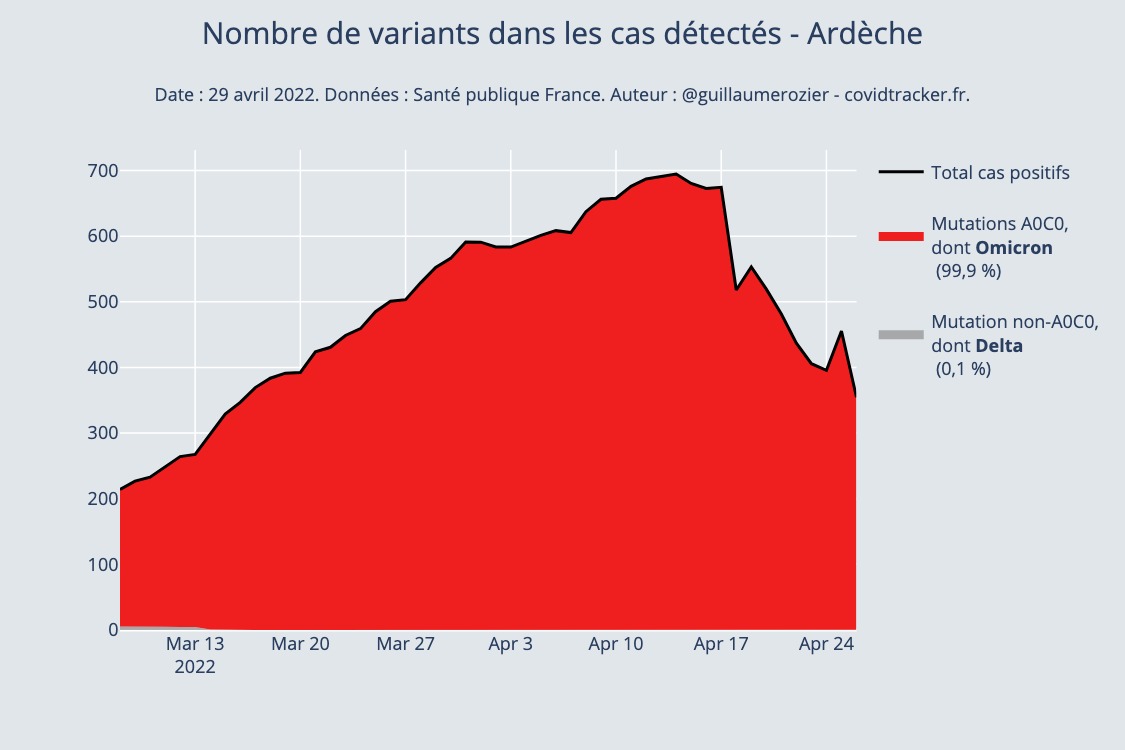 Nombre de variants dans les cas détectés - Ardèche
Date : 29 avril 2022. Données : Santé publique France. Auteur : @guillaumerozier - covidtracker.fr.
700
600
500
400
300
200
100
0
Mar 13
2022
Mar 20
Mar 27
Apr 3
Apr 10
Apr 17
Apr 24
Total cas positifs
Mutations A0C0,
dont Omicron
(99,9 %)
Mutation non-A0C0,
dont Delta
(0,1 %)